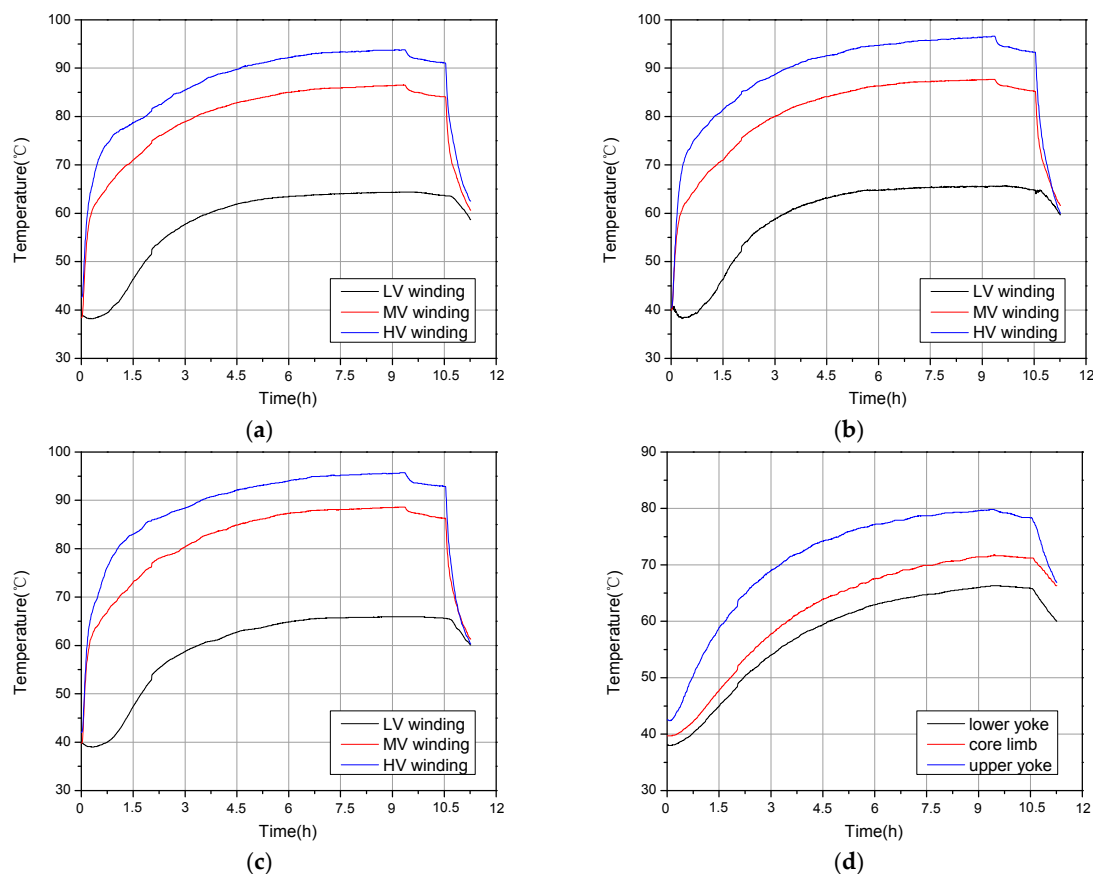 100
90
80
70
60
50
40
30
Temperature(℃)
0 1.5 3 4.5 6 7.5 9 10.5 12
Time(h)
LV winding
MV winding
HV winding
(a)
100
90
80
70
60
50
40
30
Temperature(℃)
0 1.5 3 4.5 6 7.5 9 10.5 12
Time(h)
LV winding
MV winding
HV winding
(b)
100
90
80
70
60
50
40
30
Temperature(℃)
0 1.5 3 4.5 6 7.5 9 10.5 12
Time(h)
LV winding
MV winding
HV winding
(c)
90
80
70
60
50
40
30
Temperature(℃)
0 1.5 3 4.5 6 7.5 9 10.5 12
Time(h)
lower yoke
core limb
upper yoke
(d)